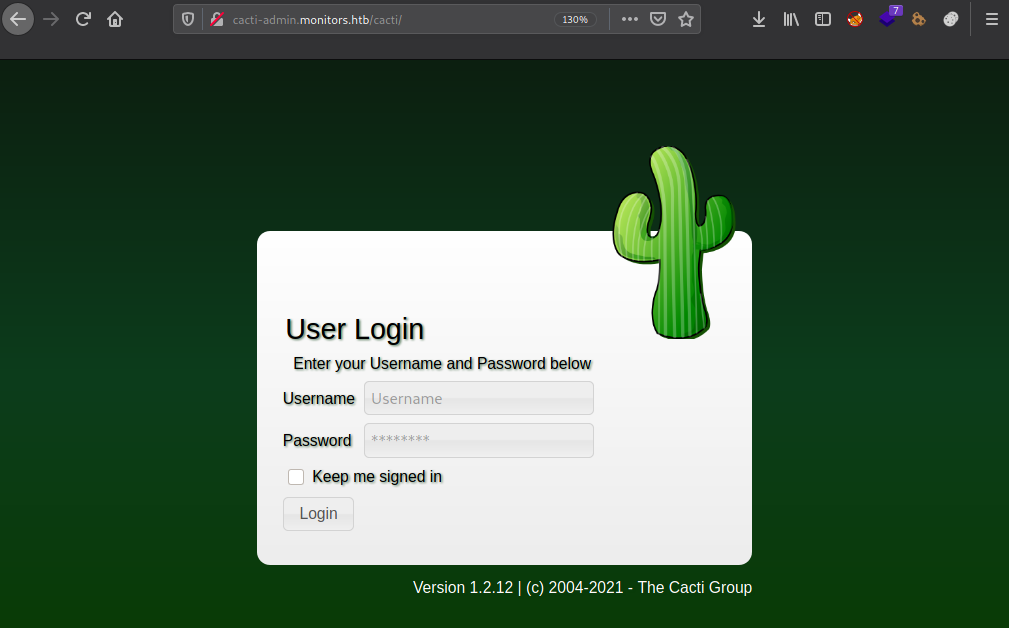 cacti-admin.monitors.htb/cacti/ 130% 7
User Login
Enter your Username and Password below
Username Username
Password ********
Keep me signed in
Login
Version 1.2.12 | (c) 2004-2021 - The Cacti Group